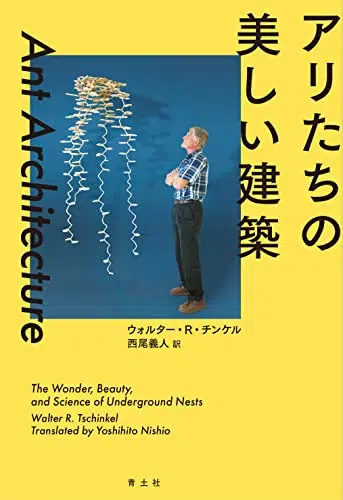 アリたちの
美しい建築
Ant Architecture
ウォルター・R・チンケル
西尾義人 訳
The Wonder, Beauty,
and Science of Underground Nests
Walter R. Tschinkel
Translated by Yoshihito Nishio
青土社